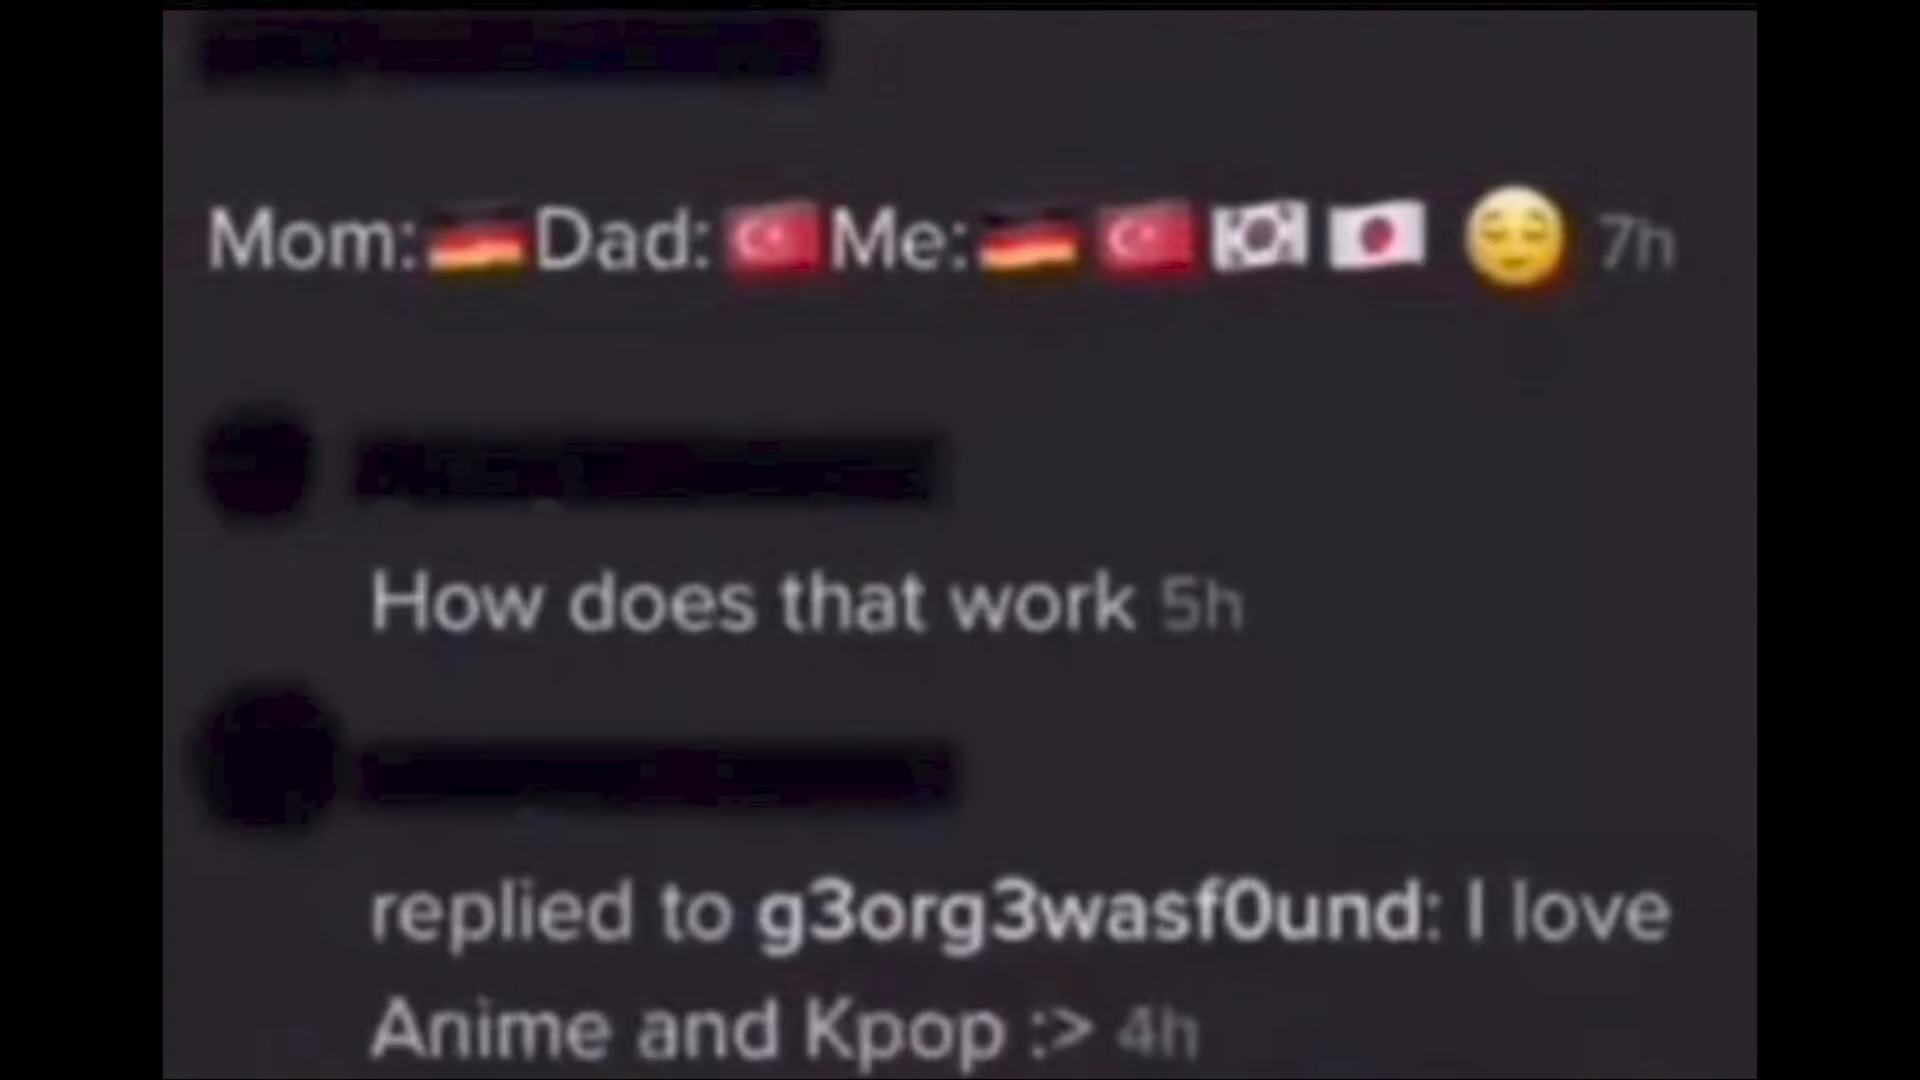 Mom:🇩🇪Dad:🇹🇷Me:🇩🇪🇹🇷🇰🇷🇯🇵 😌 7h
How does that work 5h
replied to g3org3wasf0und: I love
Anime and Kpop :> 4h